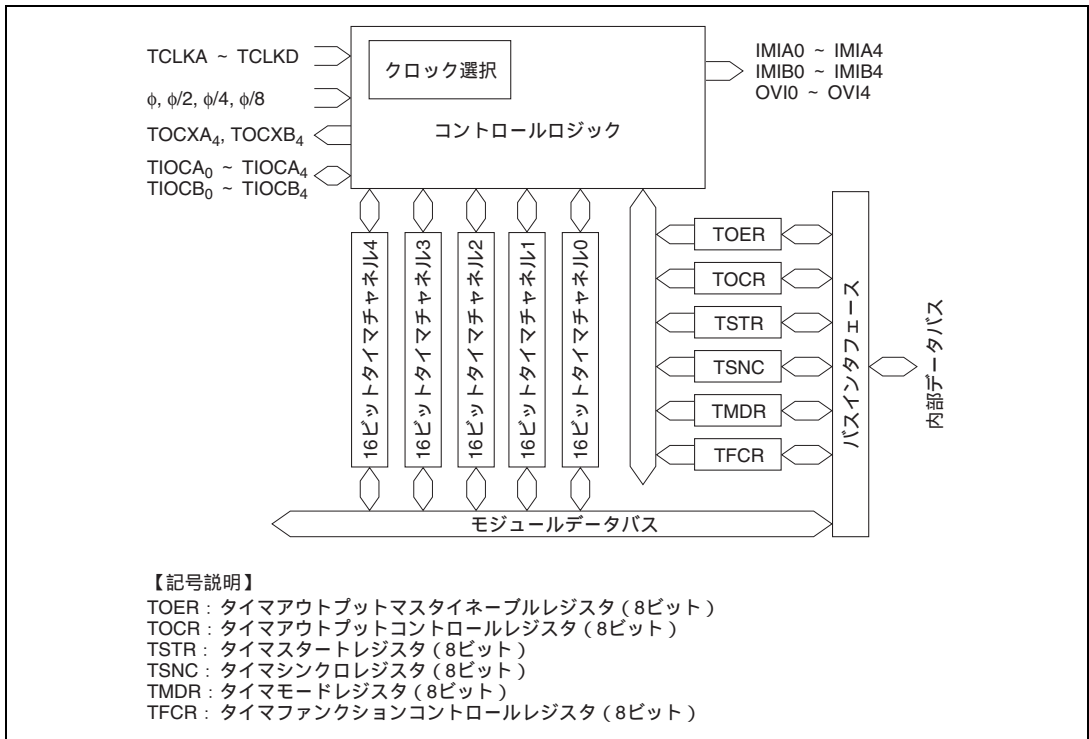 TCLKA ~ TCLKD
φ, φ/2, φ/4, φ/8
TOCXA4, TOCXB4
TIOCA0 ~ TIOCA4
TIOCB0 ~ TIOCB4
クロック選択
コントロールロジック
IMIA0 ~ IMIA4
IMIB0 ~ IMIB4
OVI0 ~ OVI4
16ビットタイマチャネル4
16ビットタイマチャネル3
16ビットタイマチャネル2
16ビットタイマチャネル1
16ビットタイマチャネル0
TOER
TOCR
TSTR
TSNC
TMDR
TFCR
バスインタフェース
内部データバス
モジュールデータバス
【記号説明】
TOER : タイマアウトプットマスタイネーブルレジスタ(8ビット)
TOCR : タイマアウトプットコントロールレジスタ(8ビット)
TSTR : タイマスタートレジスタ(8ビット)
TSNC : タイマシンクロレジスタ(8ビット)
TMDR : タイマモードレジスタ(8ビット)
TFCR : タイマファンクションコントロールレジスタ(8ビット)